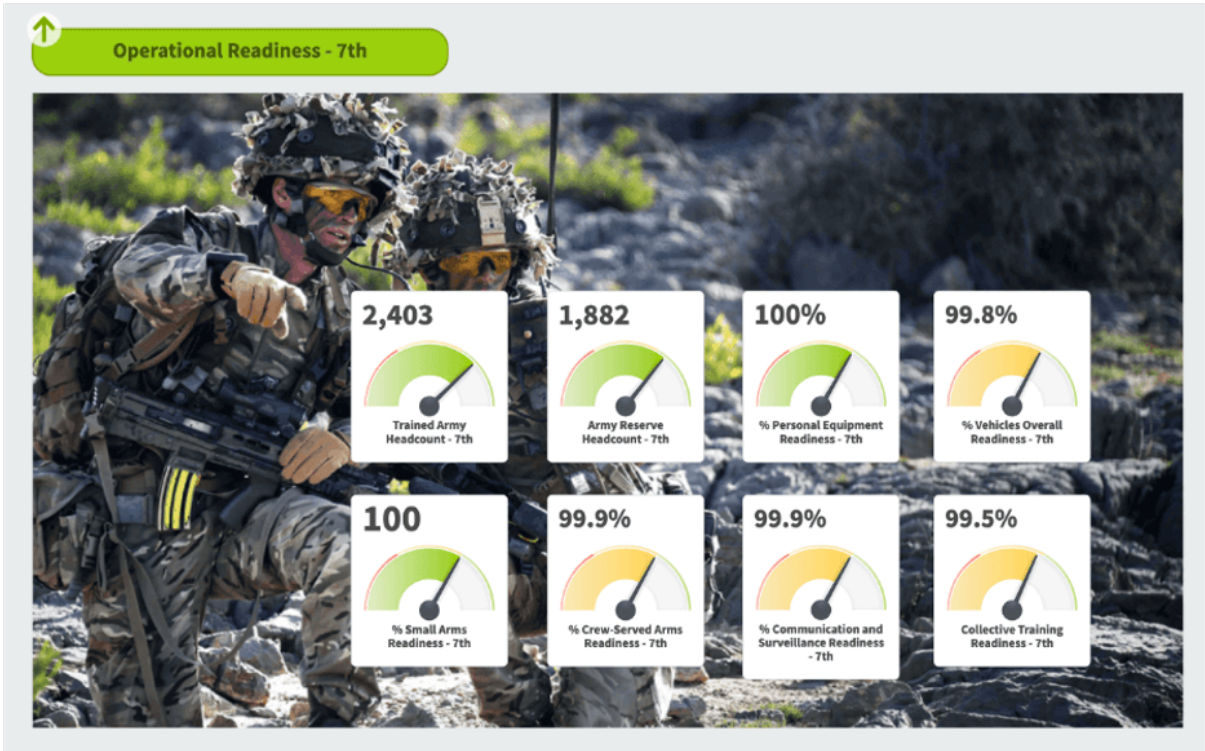 Operational Readiness - 7th
2,403
Trained Army
Headcount - 7th
1,882
Army Reserve
Headcount - 7th
100%
% Personal Equipment
Readiness - 7th
99.8%
% Vehicles Overall
Readiness - 7th
100
% Small Arms
Readiness - 7th
99.9%
% Crew-Served Arms
Readiness - 7th
99.9%
% Communication and
Surveillance Readiness
- 7th
99.5%
Collective Training
Readiness - 7th